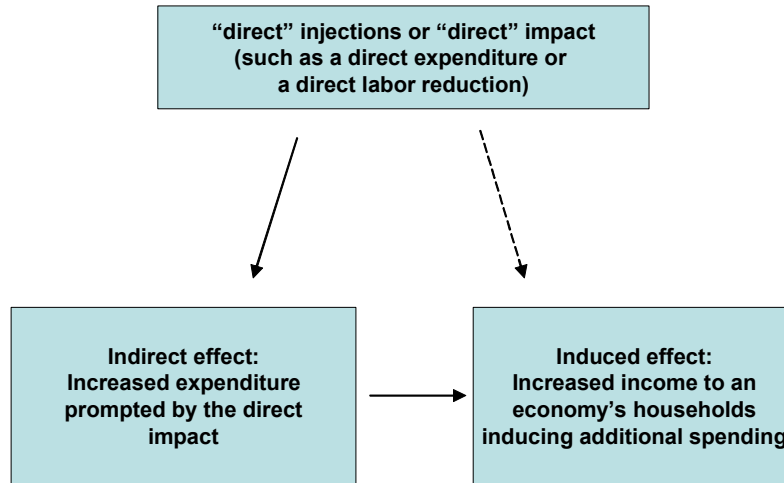 “direct” injections or “direct” impact
(such as a direct expenditure or
a direct labor reduction)
Indirect effect:
Increased expenditure
prompted by the direct
impact
Induced effect:
Increased income to an
economy’s households
inducing additional spending